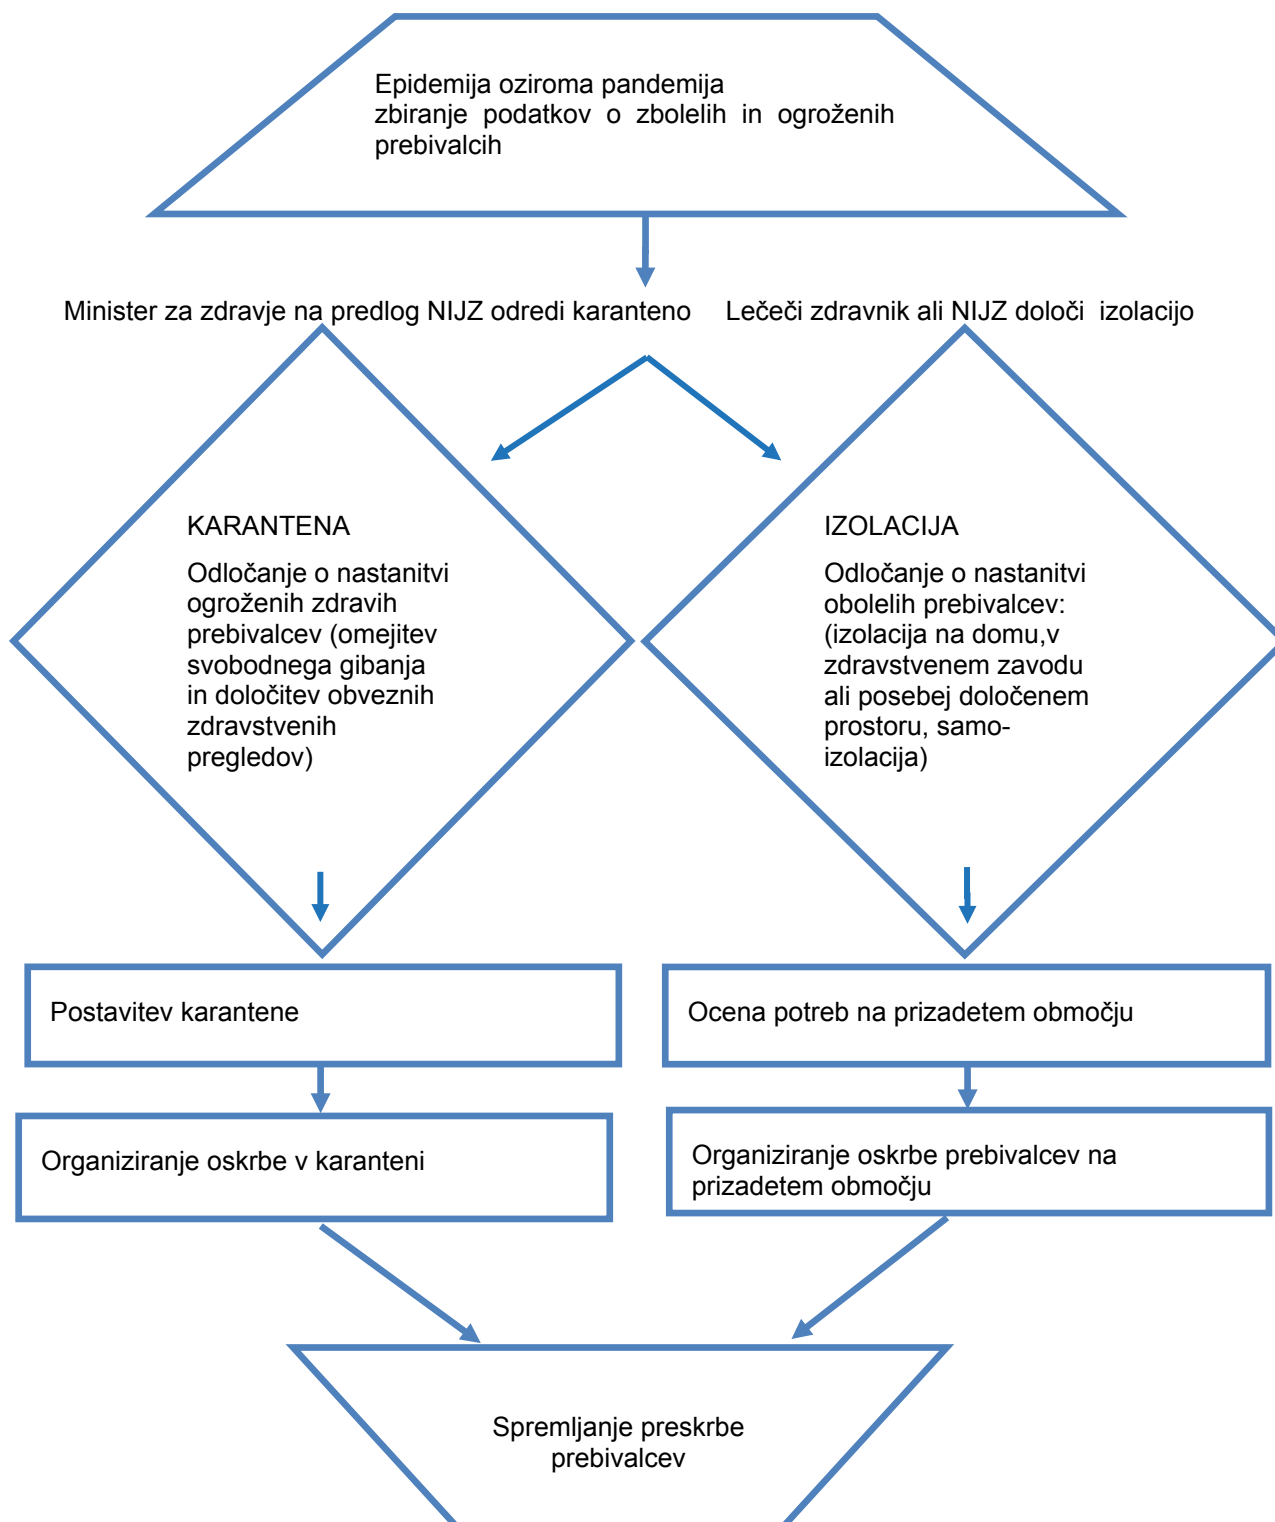 Epidemija oziroma pandemija
zbiranje podatkov o zbolelih in ogroženih
prebivalcih
Minister za zdravje na predlog NIJZ odredi karanteno
Lečeči zdravnik ali NIJZ določi izolacijo
KARANTENA
Odločanje o nastanitvi
ogroženih zdravih
prebivalcev (omejitev
svobodnega gibanja
in določitev obveznih
zdravstvenih
pregledov)
IZOLACIJA
Odločanje o nastanitvi
obolelih prebivalcev:
(izolacija na domu,v
zdravstvenem zavodu
ali posebej določenem
prostoru, samo-
izolacija)
Postavitev karantene
Ocena potreb na prizadetem območju
Organiziranje oskrbe v karanteni
Organiziranje oskrbe prebivalcev na
prizadetem območju
Spremljanje preskrbe
prebivalcev